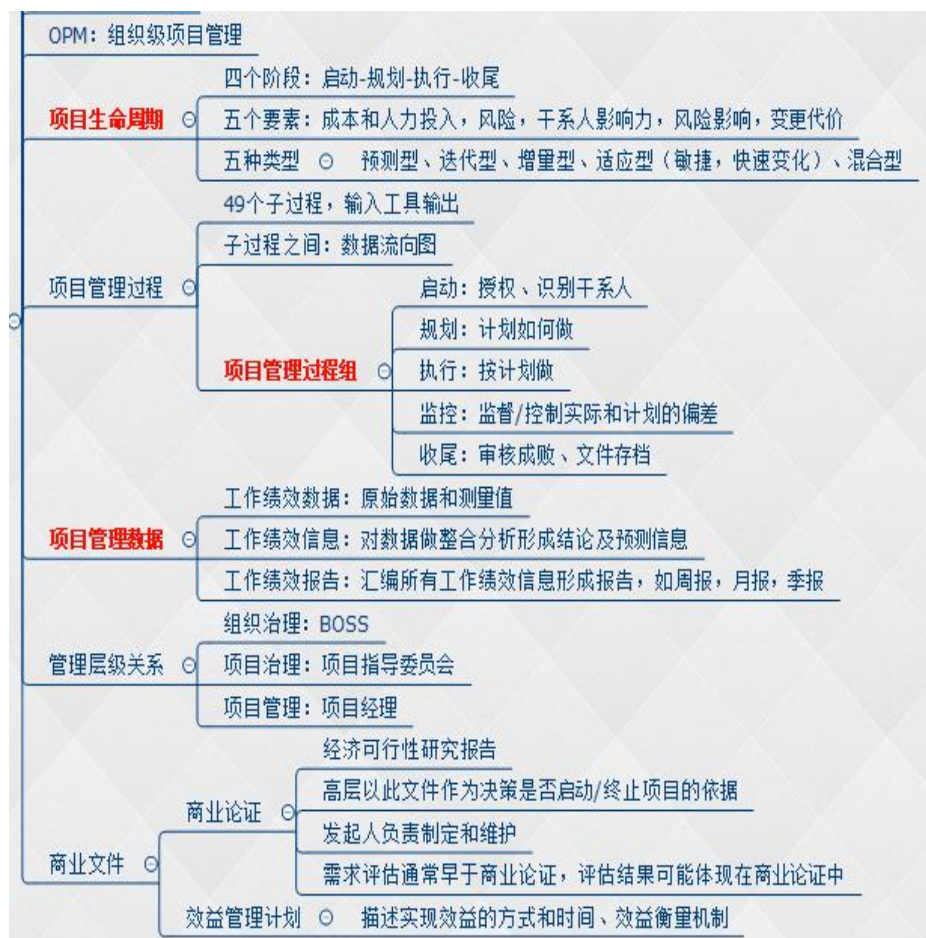 OPM：组织级项目管理
四个阶段：启动-规划-执行-收尾
项目生命周期
五个要素：成本和人力投入，风险，干系人影响力，风险影响，变更代价
五种类型
预测型、迭代型、增量型、适应型（敏捷，快速变化）、混合型
49个子过程，输入工具输出
子过程之间：数据流向图
项目管理过程
启动：授权、识别干系人
规划：计划如何做
项目管理过程组
执行：按计划做
监控：监督/控制实际和计划的偏差
收尾：审核成败、文件存档
工作绩效数据：原始数据和测量值
项目管理数据
工作绩效信息：对数据做整合分析形成结论及预测信息
工作绩效报告：汇编所有工作绩效信息形成报告，如周报，月报，季报
组织治理：BOSS
管理层级关系
项目治理：项目指导委员会
项目管理：项目经理
经济可行性研究报告
高层以此文件作为决策是否启动/终止项目的依据
商业论证
发起人负责制定和维护
商业文件
需求评估通常早于商业论证，评估结果可能体现在商业论证中
效益管理计划
描述实现效益的方式和时间、效益衡量机制